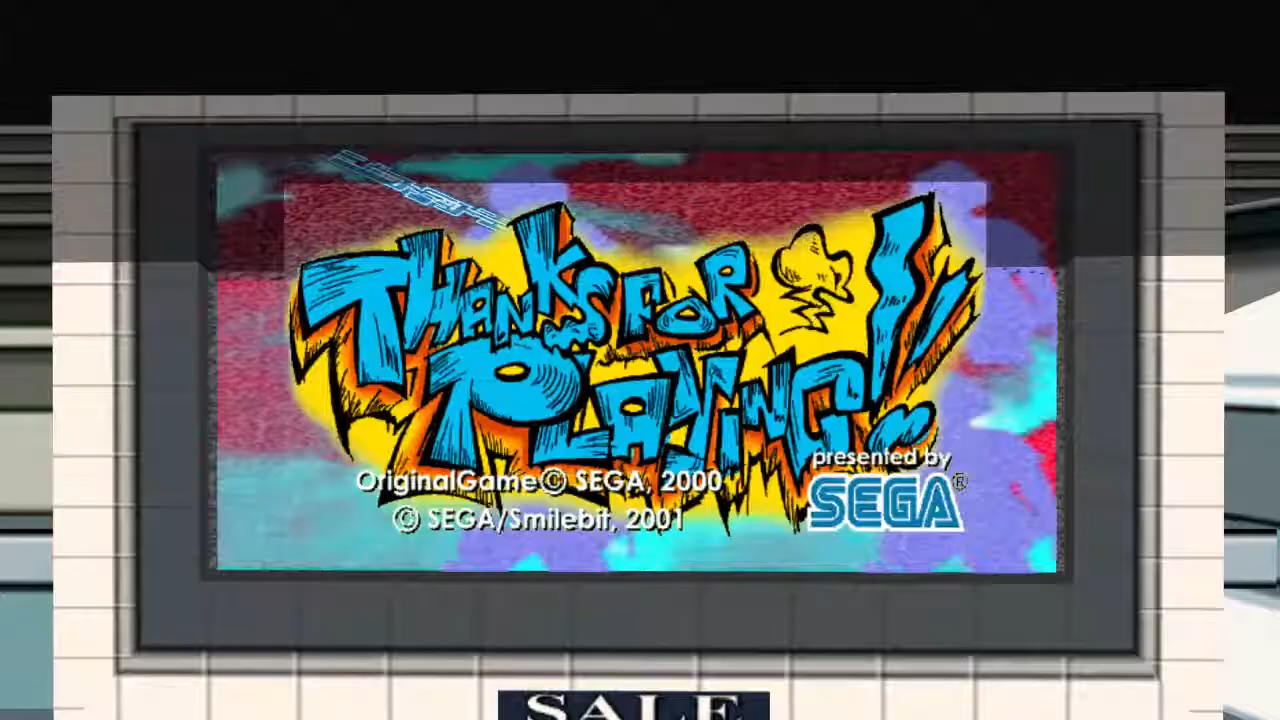 THANKS FOR
PLAYING!!
presented by
OriginalGame© SEGA, 2000
SEGA®
© SEGA/Smilebit, 2001
SALE